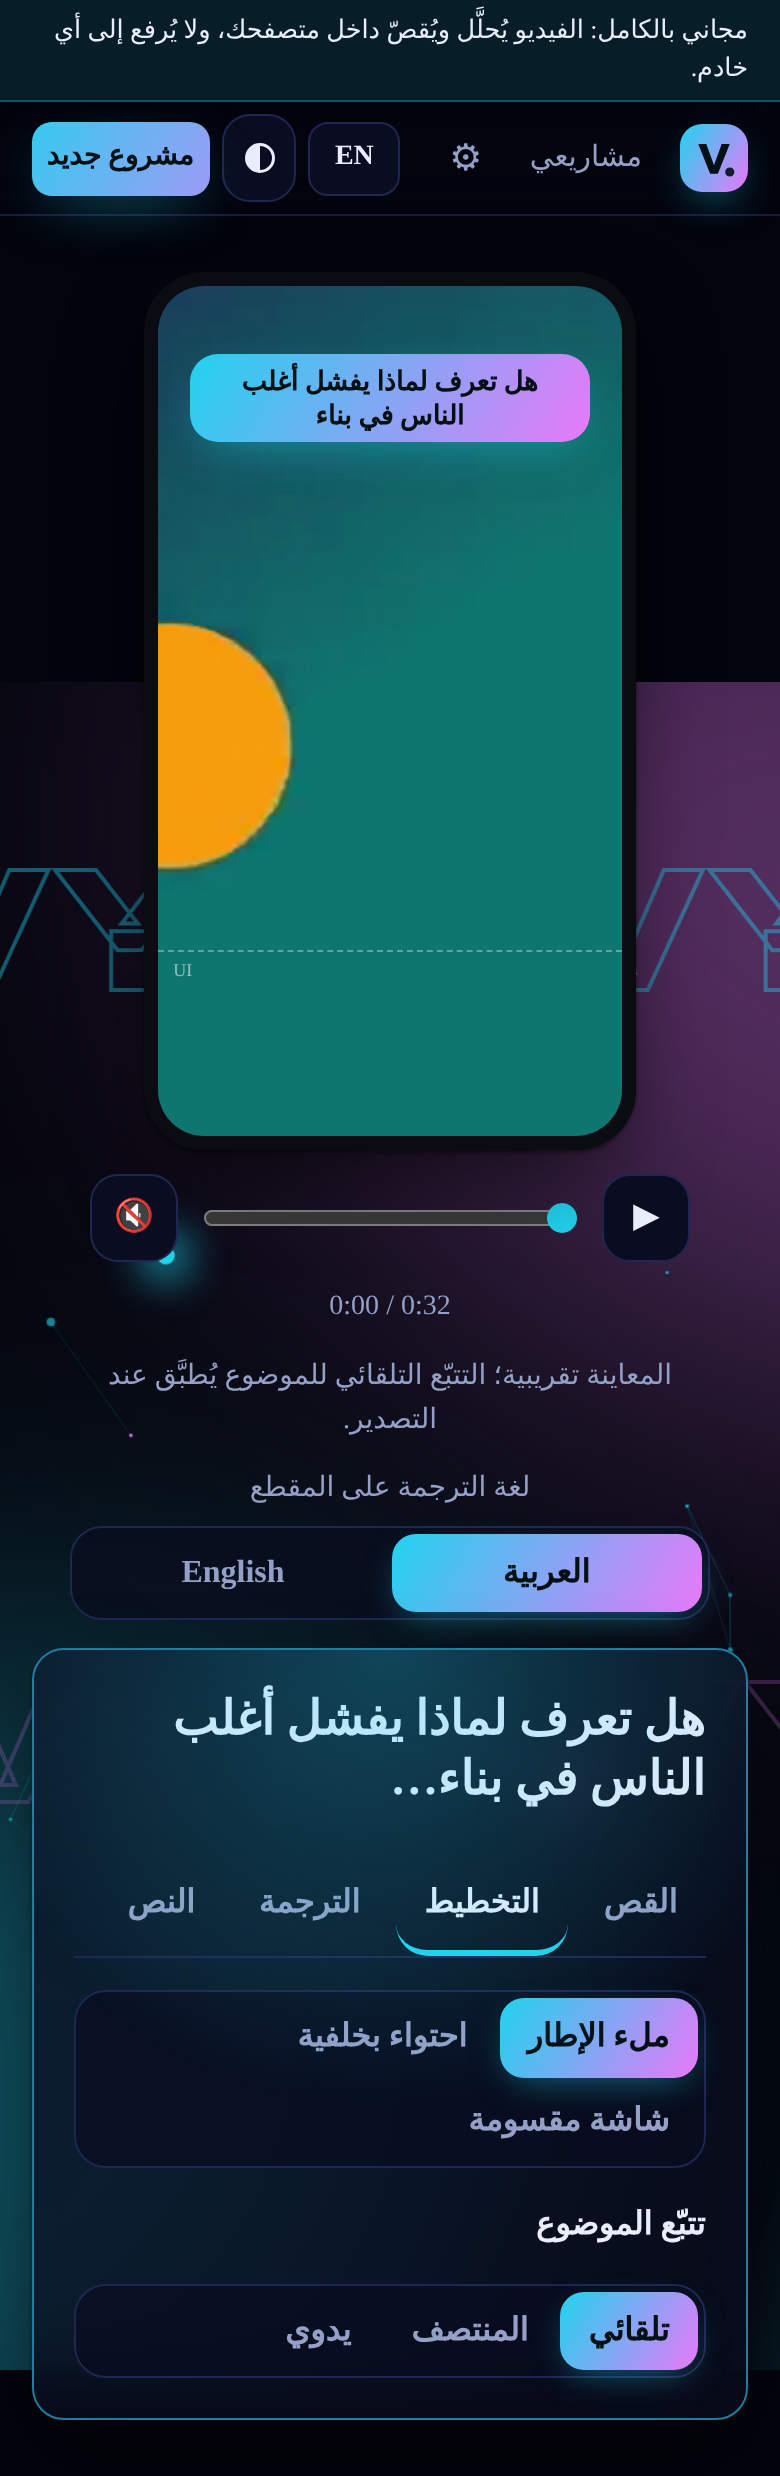 مجاني بالكامل: الفيديو يُحلَّل ويُقصّ داخل متصفحك، ولا يُرفع إلى أي
خادم.
V.
مشاريعي
EN
مشروع جديد
هل تعرف لماذا يفشل أغلب
الناس في بناء
UI
0:00 / 0:32
المعاينة تقريبية؛ التتبّع التلقائي للموضوع يُطبَّق عند
التصدير.
لغة الترجمة على المقطع
العربية
English
هل تعرف لماذا يفشل أغلب
الناس في بناء…
القص
التخطيط
الترجمة
النص
ملء الإطار
احتواء بخلفية
شاشة مقسومة
تتبّع الموضوع
تلقائي
المنتصف
يدوي